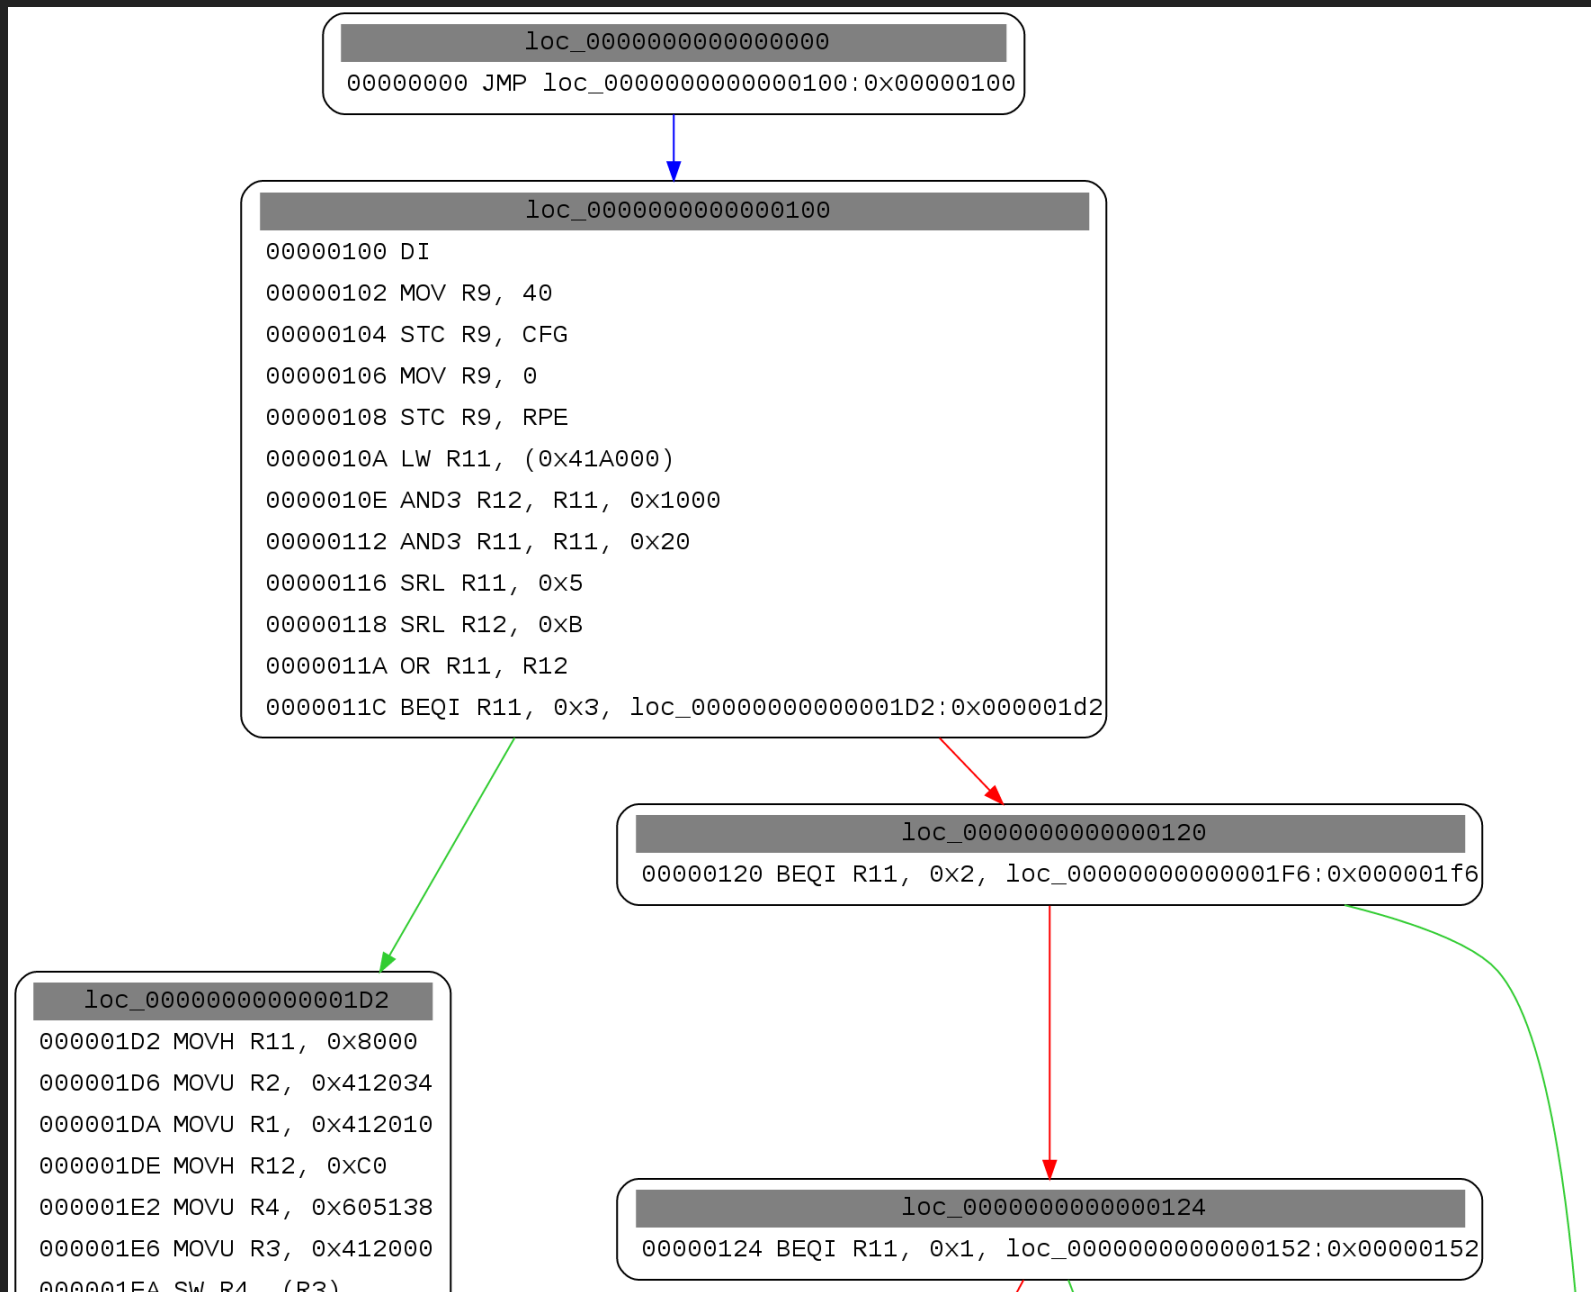 loc_0000000000000000
00000000 JMP loc_0000000000000100:0x00000100
loc_0000000000000100
00000100 DI
00000102 MOV R9, 40
00000104 STC R9, CFG
00000106 MOV R9, 0
00000108 STC R9, RPE
0000010A LW R11, (0x41A000)
0000010E AND3 R12, R11, 0x1000
00000112 AND3 R11, R11, 0x20
00000116 SRL R11, 0x5
00000118 SRL R12, 0xB
0000011A OR R11, R12
0000011C BEQI R11, 0x3, loc_00000000000001D2:0x000001d2
loc_0000000000000120
00000120 BEQI R11, 0x2, loc_00000000000001F6:0x000001f6
loc_00000000000001D2
000001D2 MOVH R11, 0x8000
000001D6 MOVU R2, 0x412034
000001DA MOVU R1, 0x412010
000001DE MOVH R12, 0xC0
000001E2 MOVU R4, 0x605138
000001E6 MOVU R3, 0x412000
000001EA SW R4, (R3)
loc_0000000000000124
00000124 BEQI R11, 0x1, loc_0000000000000152:0x00000152